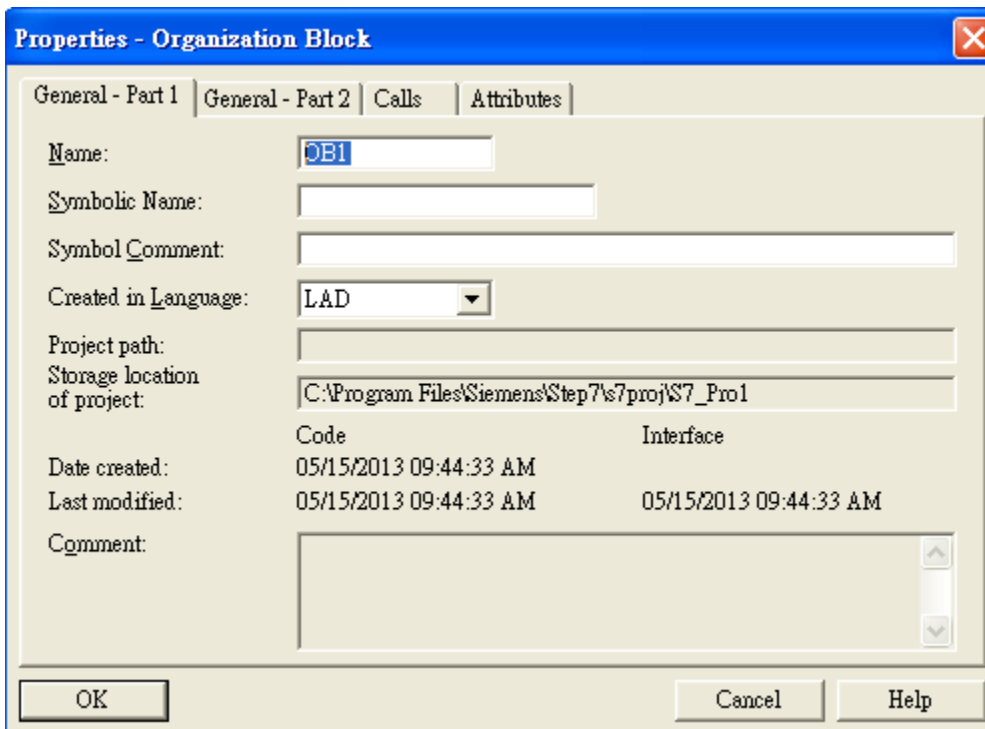 Properties - Organization Block
General - Part 1 General - Part 2 Calls Attributes
Name: OB1
Symbolic Name:
Symbol Comment:
Created in Language: LAD
Project path:
Storage location
of project: C:\Program Files\Siemens\Step7\s7proj\S7_Pro1
Code Interface
Date created: 05/15/2013 09:44:33 AM
Last modified: 05/15/2013 09:44:33 AM 05/15/2013 09:44:33 AM
Comment:
OK Cancel Help